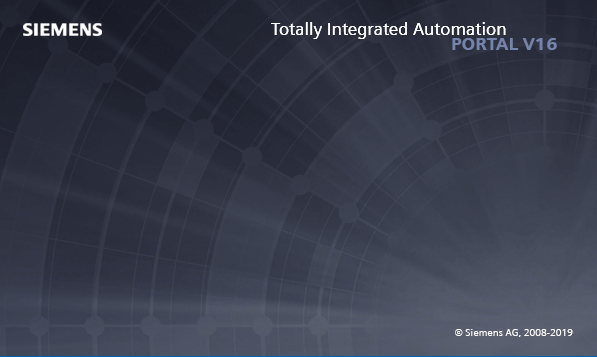 SIEMENS
Totally Integrated Automation
PORTAL V16
© Siemens AG, 2008-2019